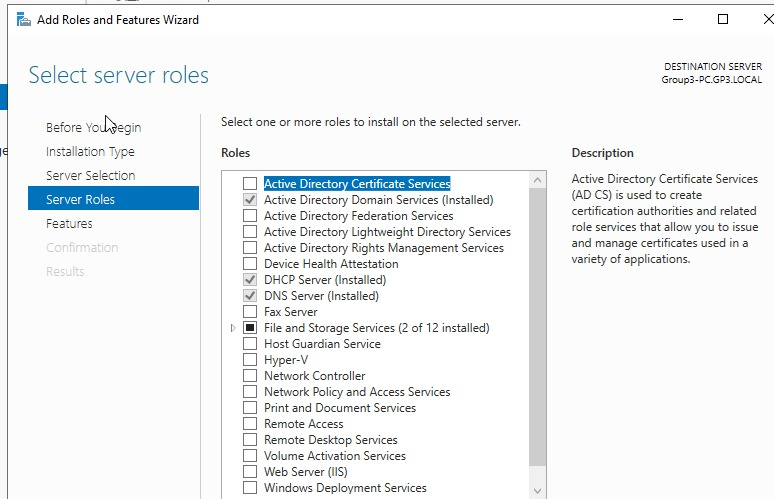 Add Roles and Features Wizard
Select server roles
DESTINATION SERVER
Group3-PC.GP3.LOCAL
Before You Begin
Installation Type
Server Selection
Server Roles
Features
Confirmation
Results
Select one or more roles to install on the selected server.
Roles
Active Directory Certificate Services
Active Directory Domain Services (Installed)
Active Directory Federation Services
Active Directory Lightweight Directory Services
Active Directory Rights Management Services
Device Health Attestation
DHCP Server (Installed)
DNS Server (Installed)
Fax Server
File and Storage Services (2 of 12 installed)
Host Guardian Service
Hyper-V
Network Controller
Network Policy and Access Services
Print and Document Services
Remote Access
Remote Desktop Services
Volume Activation Services
Web Server (IIS)
Windows Deployment Services
Description
Active Directory Certificate Services
(AD CS) is used to create
certification authorities and related
role services that allow you to issue
and manage certificates used in a
variety of applications.